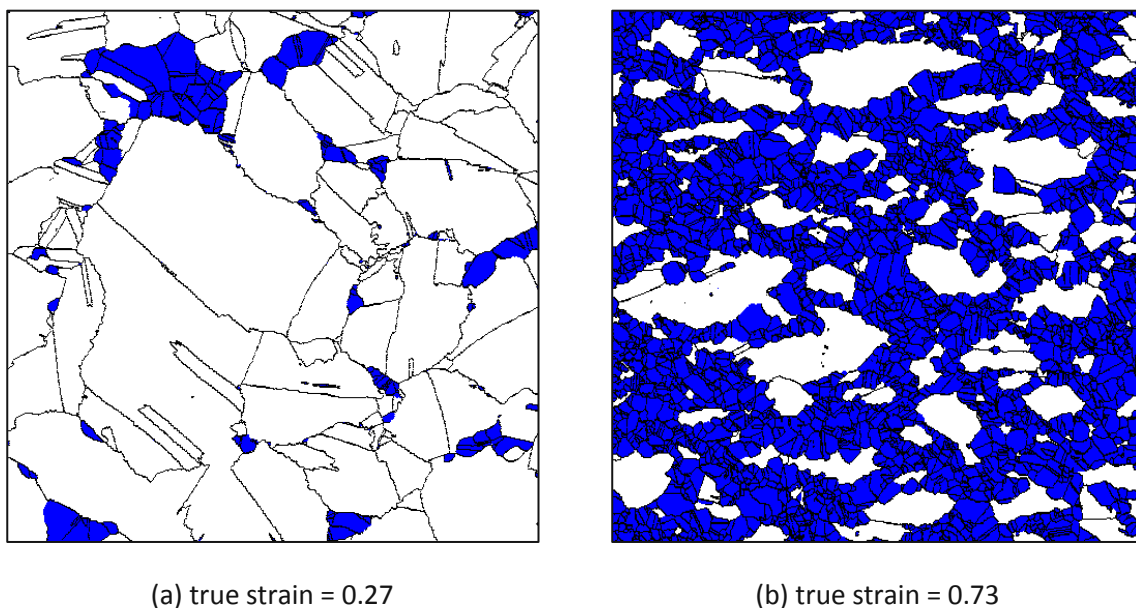 (a) true strain = 0.27
(b) true strain = 0.73